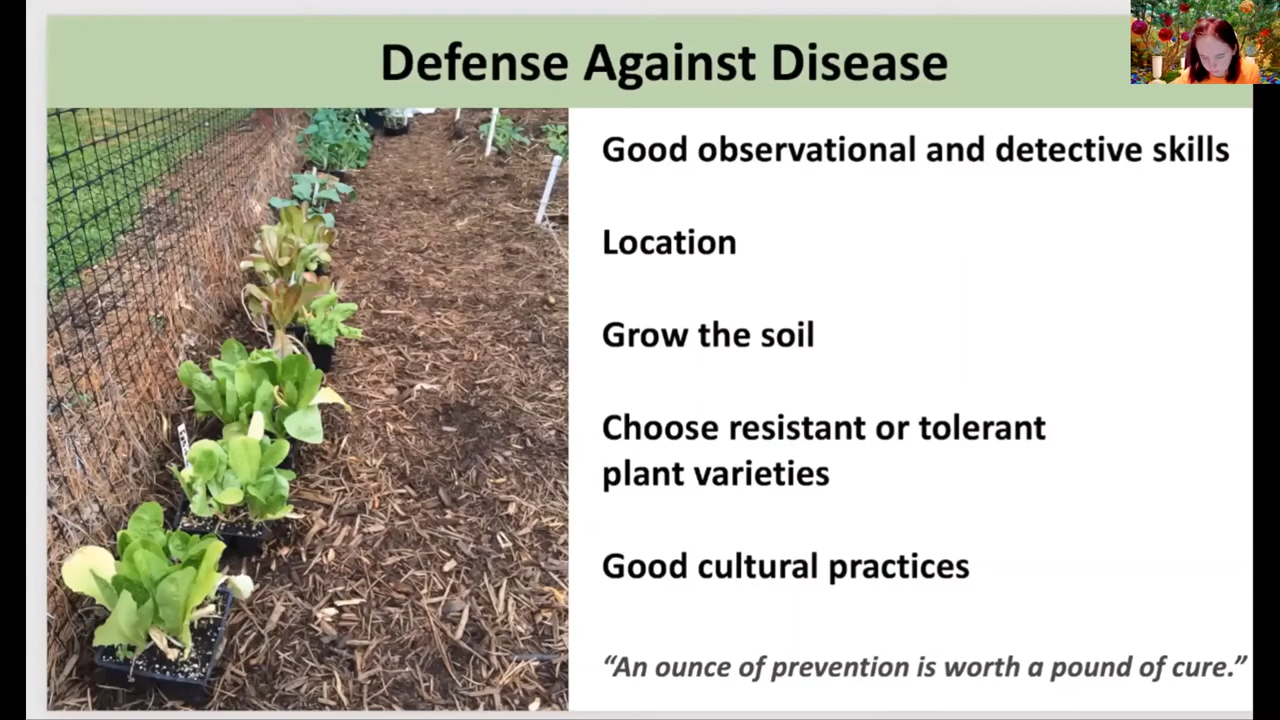 Defense Against Disease
Good observational and detective skills
Location
Grow the soil
Choose resistant or tolerant
plant varieties
Good cultural practices
“An ounce of prevention is worth a pound of cure.”